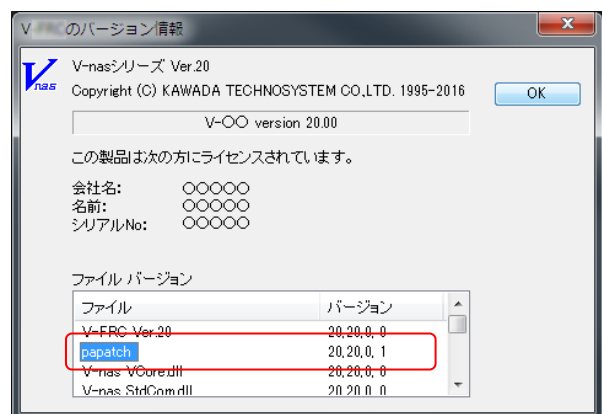 V のバージョン情報
V nas
V-nasシリーズ Ver.20
Copyright (C) KAWADA TECHNOSYSTEM CO,LTD. 1995-2016
OK
V-〇〇 version 20.00
この製品は次の方にライセンスされています。
会社名: 〇〇〇〇〇
名前: 〇〇〇〇〇
シリアルNo: 〇〇〇〇〇
ファイル バージョン
ファイル バージョン
V-FRC Ver.20 20,20,0, 0
papatch 20,20,0, 1
V-nas VCore.dll 20,20,0, 0
V-nas StdCom.dll 20,20,0, 0